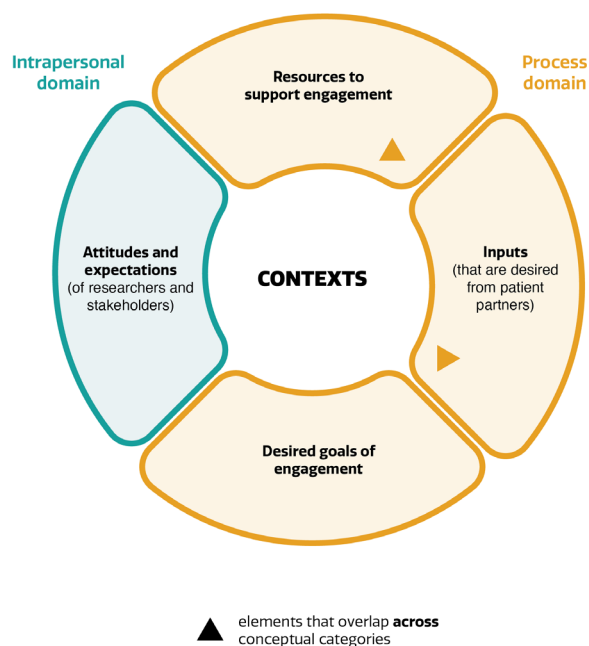 Intrapersonal
domain
Resources to
support engagement
Process
domain
Attitudes and
expectations
(of researchers and
stakeholders)
CONTEXTS
Inputs
(that are desired
from patient
partners)
Desired goals of
engagement
elements that overlap across
conceptual categories